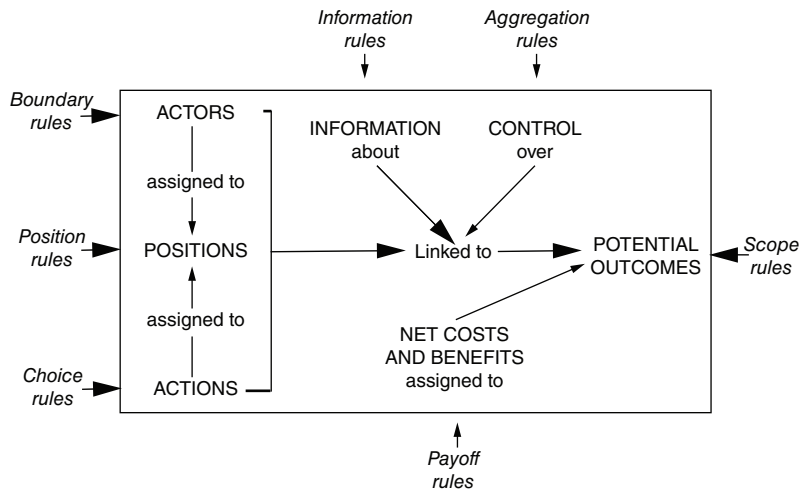 Information
rules
Aggregation
rules
Boundary
rules
ACTORS
INFORMATION
about
CONTROL
over
assigned to
Position
rules
POSITIONS
Linked to
POTENTIAL
OUTCOMES
Scope
rules
assigned to
NET COSTS
AND BENEFITS
assigned to
Choice
rules
ACTIONS
Payoff
rules